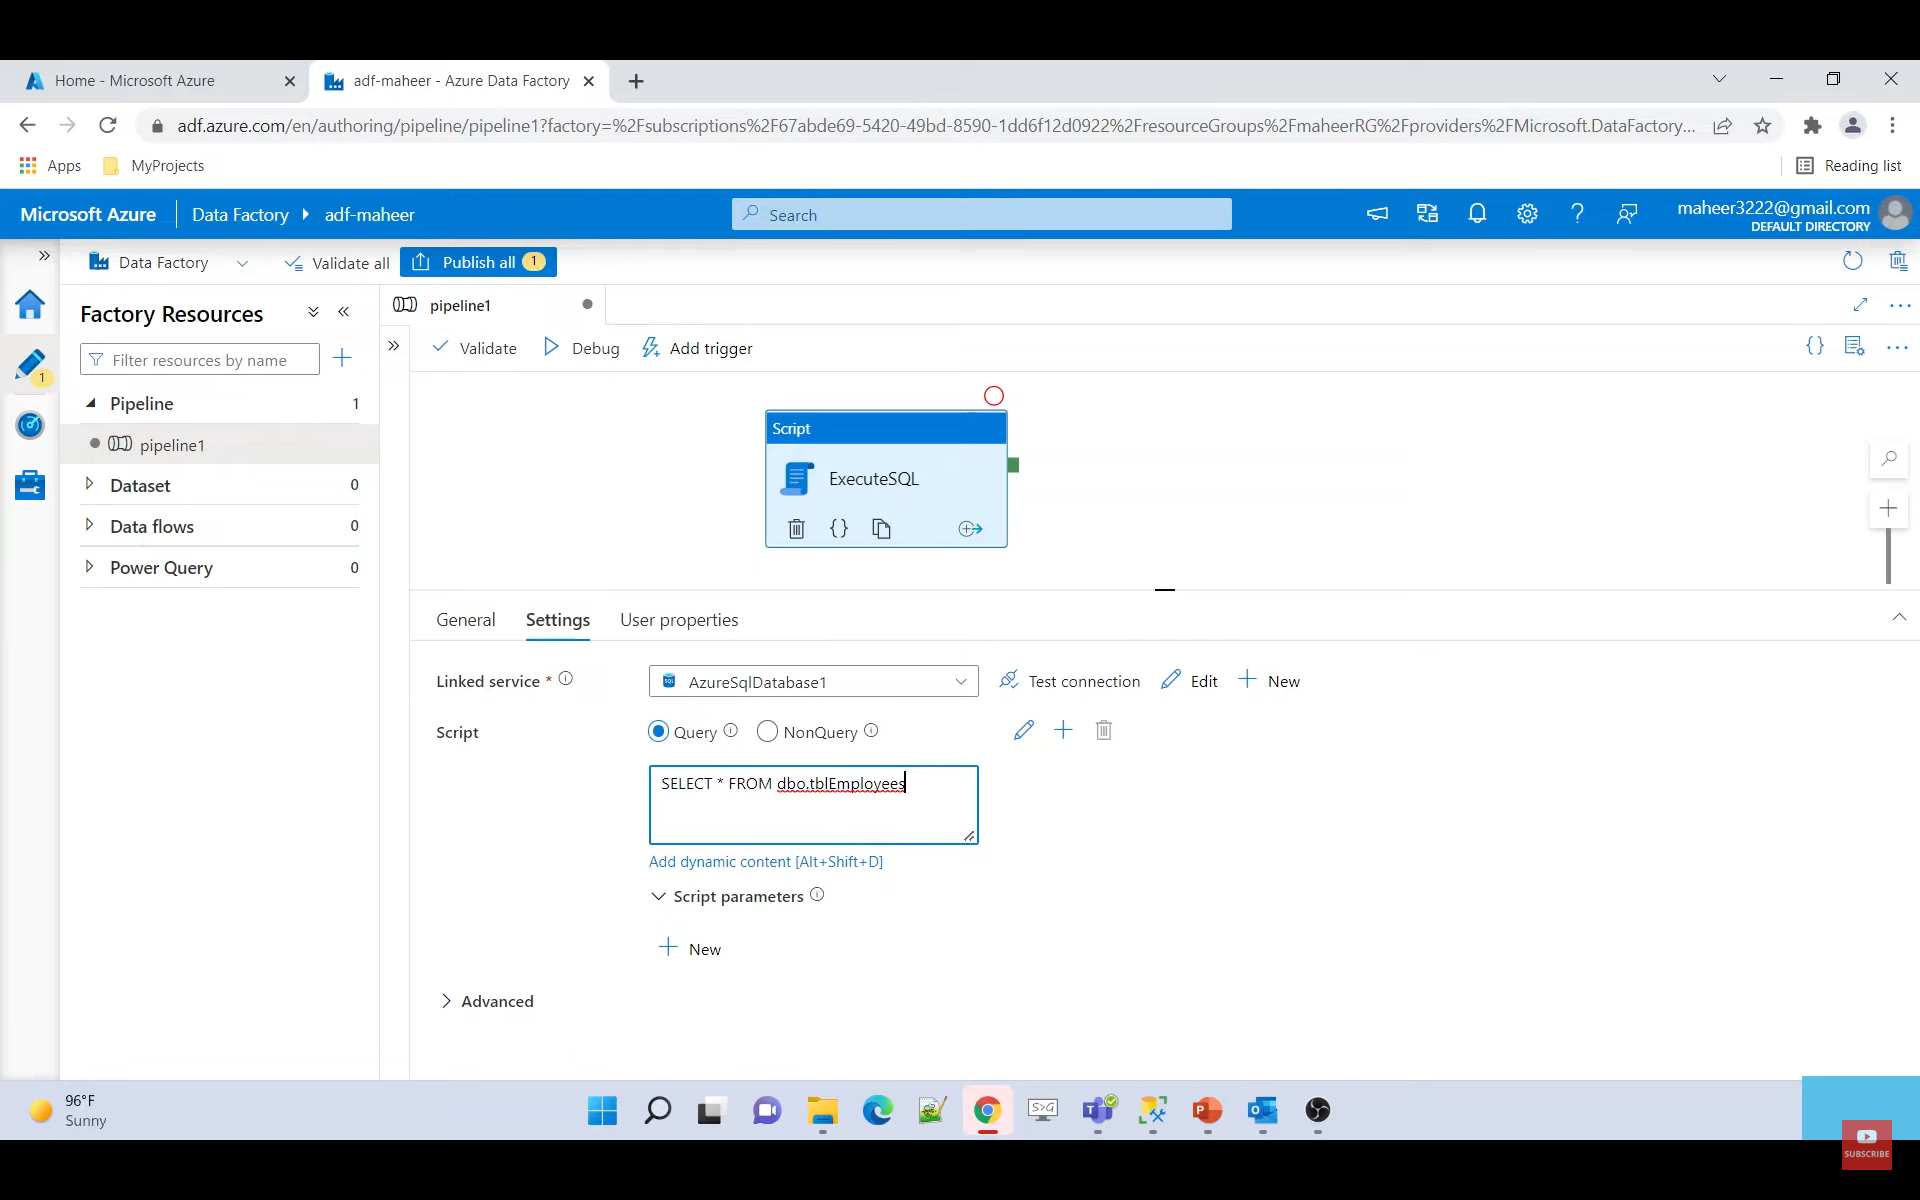 Home - Microsoft Azure
adf-maheer - Azure Data Factory
adf.azure.com/en/authoring/pipeline/pipeline1?factory=%2Fsubscriptions%2F67abde69-5420-49bd-8590-1dd6f12d0922%2FresourceGroups%2FmaheerRG%2Fproviders%2FMicrosoft.DataFactory...
Apps
MyProjects
Reading list
Microsoft Azure
Data Factory
adf-maheer
Search
maheer3222@gmail.com
DEFAULT DIRECTORY
Data Factory
Validate all
Publish all
1
1
Factory Resources
Filter resources by name
Pipeline
1
pipeline1
Dataset
0
Data flows
0
Power Query
0
pipeline1
Validate
Debug
Add trigger
{}
Script
ExecuteSQL
{}
General
Settings
User properties
Linked service *
SQL
AzureSqlDatabase1
Test connection
Edit
New
Script
Query
NonQuery
SELECT * FROM dbo.tblEmployees
Add dynamic content [Alt+Shift+D]
Script parameters
New
Advanced
96°F
Sunny
S>G
T
P
O
SUBSCRIBE